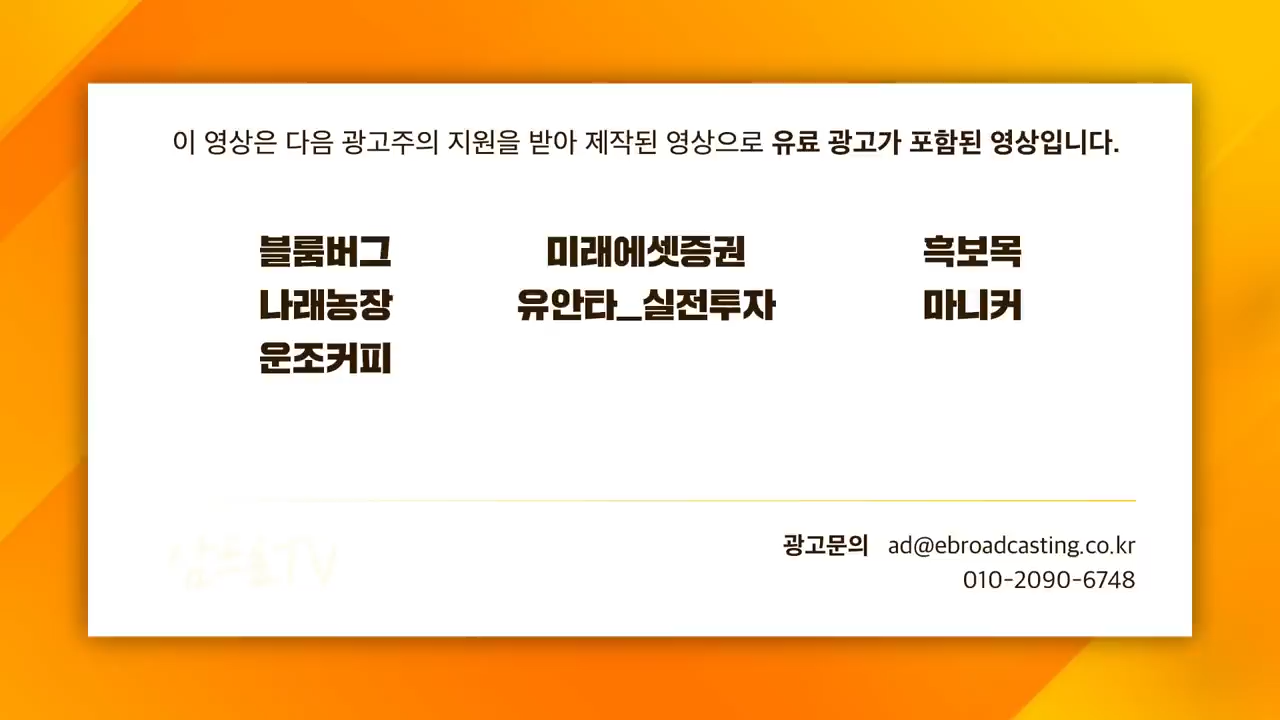 이 영상은 다음 광고주의 지원을 받아 제작된 영상으로 유료 광고가 포함된 영상입니다.
블룸버그 미래에셋증권 흑보목
나래농장 유안타_실전투자 마니커
운조커피
광고문의 ad@ebroadcasting.co.kr
010-2090-6748